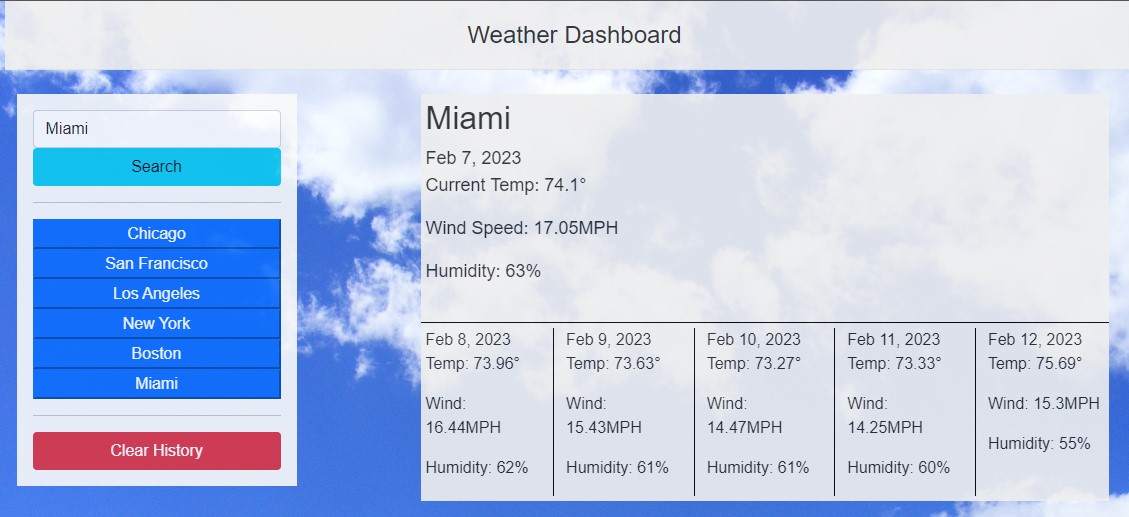 Weather Dashboard
Miami
Search
Chicago
San Francisco
Los Angeles
New York
Boston
Miami
Clear History
Miami
Feb 7, 2023
Current Temp: 74.1°
Wind Speed: 17.05MPH
Humidity: 63%
Feb 8, 2023
Temp: 73.96°
Wind:
16.44MPH
Humidity: 62%
Feb 9, 2023
Temp: 73.63°
Wind:
15.43MPH
Humidity: 61%
Feb 10, 2023
Temp: 73.27°
Wind:
14.47MPH
Humidity: 61%
Feb 11, 2023
Temp: 73.33°
Wind:
14.25MPH
Humidity: 60%
Feb 12, 2023
Temp: 75.69°
Wind: 15.3MPH
Humidity: 55%